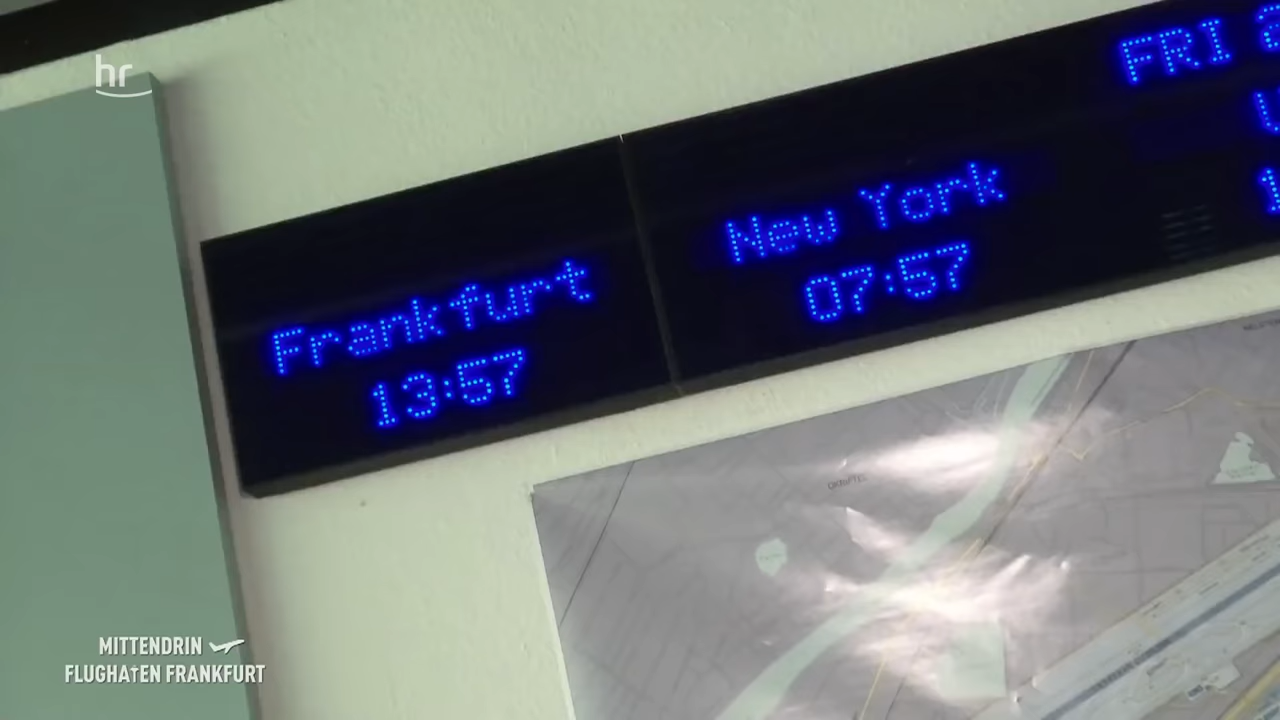 hr
FRI
Frankfurt
13:57
New York
07:57
MITTENDRIN
FLUGHAFEN FRANKFURT